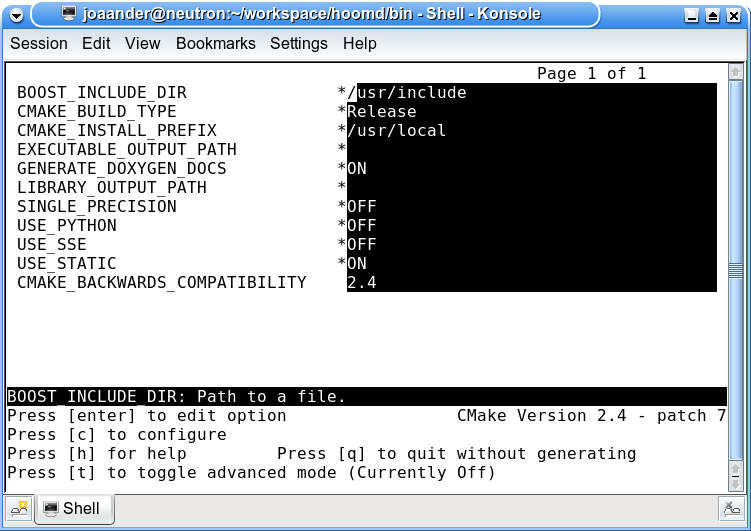 joaander@neutron:~/workspace/hoomd/bin - Shell - Konsole
Session Edit View Bookmarks Settings Help
Page 1 of 1
BOOST_INCLUDE_DIR */usr/include
CMAKE_BUILD_TYPE *Release
CMAKE_INSTALL_PREFIX */usr/local
EXECUTABLE_OUTPUT_PATH *
GENERATE_DOXYGEN_DOCS *ON
LIBRARY_OUTPUT_PATH *
SINGLE_PRECISION *OFF
USE_PYTHON *OFF
USE_SSE *OFF
USE_STATIC *ON
CMAKE_BACKWARDS_COMPATIBILITY 2.4
BOOST_INCLUDE_DIR: Path to a file.
Press [enter] to edit option CMake Version 2.4 - patch 7
Press [c] to configure
Press [h] for help Press [q] to quit without generating
Press [t] to toggle advanced mode (Currently Off)
Shell